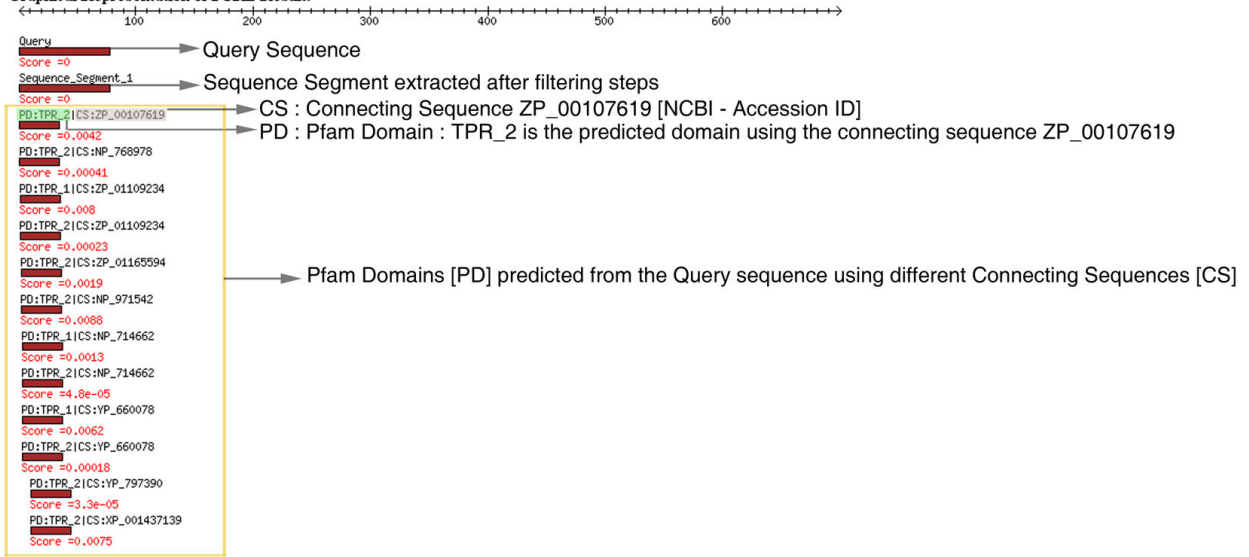 100 200 300 400 500 600
Query
Query Sequence
Score =0
Sequence_Segment_1
Sequence Segment extracted after filtering steps
Score =0
PD:TPR_2|CS:ZP_00107619
CS : Connecting Sequence ZP_00107619 [NCBI - Accession ID]
Score =0.0042
PD : Pfam Domain : TPR_2 is the predicted domain using the connecting sequence ZP_00107619
PD:TPR_2|CS:NP_768978
Score =0.00041
PD:TPR_1|CS:ZP_01109234
Score =0.008
PD:TPR_2|CS:ZP_01109234
Score =0.00023
PD:TPR_2|CS:ZP_01165594
Score =0.0019
Pfam Domains [PD] predicted from the Query sequence using different Connecting Sequences [CS]
PD:TPR_2|CS:NP_971542
Score =0.0088
PD:TPR_1|CS:NP_714662
Score =0.0013
PD:TPR_2|CS:NP_714662
Score =4.8e-05
PD:TPR_1|CS:YP_660078
Score =0.0062
PD:TPR_2|CS:YP_660078
Score =0.00018
PD:TPR_2|CS:YP_797390
Score =3.3e-05
PD:TPR_2|CS:XP_001437139
Score =0.0075